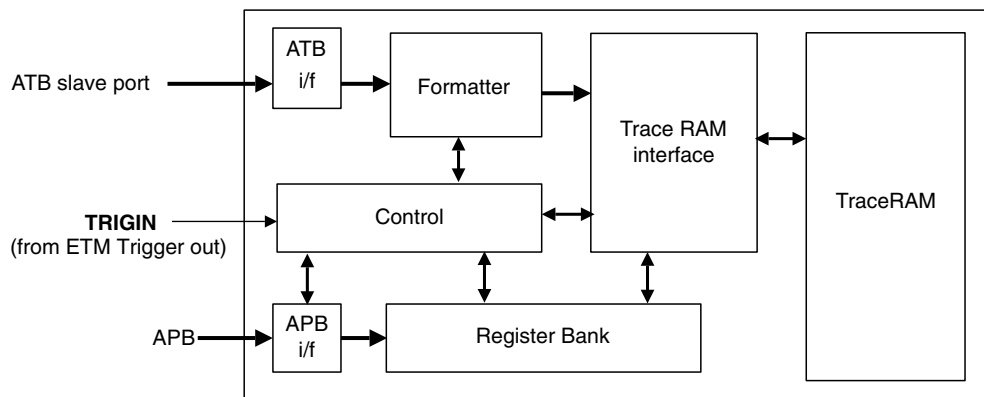 ATB
i/f
ATB slave port
Formatter
Trace RAM
interface
TraceRAM
Control
TRIGIN
(from ETM Trigger out)
APB
APB
i/f
Register Bank